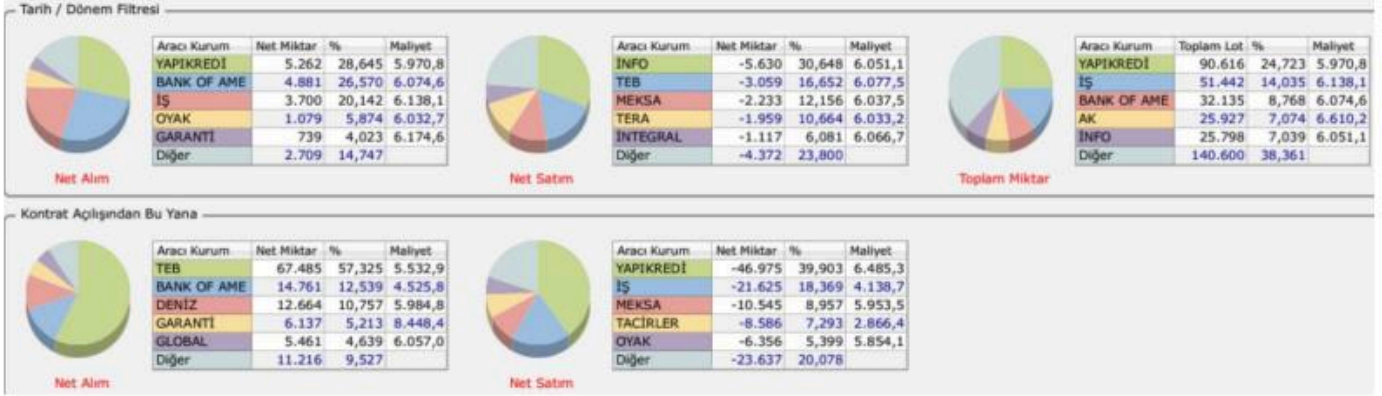 Tarih / Dönem Filtresi
Aracı Kurum Net Miktar % Maliyet
YAPIKREDİ 5.262 28,645 5.970,8
BANK OF AME 4.881 26,570 6.074,6
İŞ 3.700 20,142 6.138,1
OYAK 1.079 5,874 6.032,7
GARANTİ 739 4,023 6.174,6
Diğer 2.709 14,747
Net Alım
Aracı Kurum Net Miktar % Maliyet
İNFO -5.630 30,648 6.051,1
TEB -3.059 16,652 6.077,5
MEKSA -2.233 12,156 6.037,5
TERA -1.959 10,664 6.033,2
İNTEGRAL -1.117 6,081 6.066,7
Diğer -4.372 23,800
Net Satım
Aracı Kurum Toplam Lot % Maliyet
YAPIKREDİ 90.616 24,723 5.970,8
İŞ 51.442 14,035 6.138,1
BANK OF AME 32.135 8,768 6.074,6
AK 25.927 7,074 6.610,2
İNFO 25.798 7,039 6.051,1
Diğer 140.600 38,361
Toplam Miktar
Kontrat Açılışından Bu Yana
Aracı Kurum Net Miktar % Maliyet
TEB 67.485 57,325 5.532,9
BANK OF AME 14.761 12,539 4.525,8
DENİZ 12.664 10,757 5.984,8
GARANTİ 6.137 5,213 8.448,4
GLOBAL 5.461 4,639 6.057,0
Diğer 11.216 9,527
Net Alım
Aracı Kurum Net Miktar % Maliyet
YAPIKREDİ -46.975 39,903 6.485,3
İŞ -21.625 18,369 4.138,7
MEKSA -10.545 8,957 5.953,5
TACİRLER -8.586 7,293 2.866,4
OYAK -6.356 5,399 5.854,1
Diğer -23.637 20,078
Net Satım